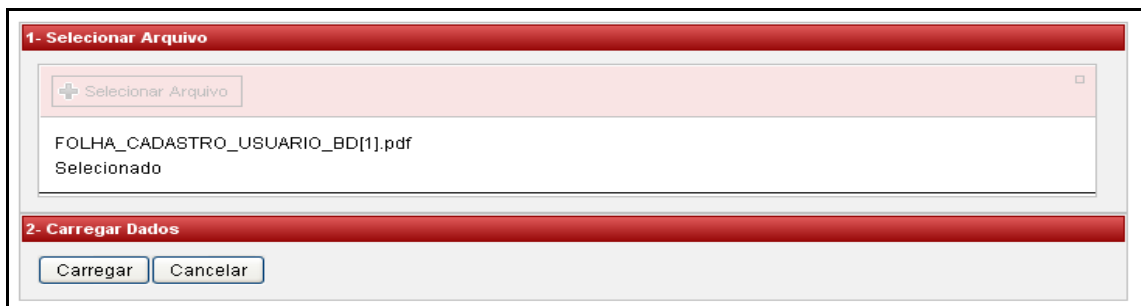 1- Selecionar Arquivo
Selecionar Arquivo
FOLHA_CADASTRO_USUARIO_BD[1].pdf
Selecionado
2- Carregar Dados
Carregar Cancelar